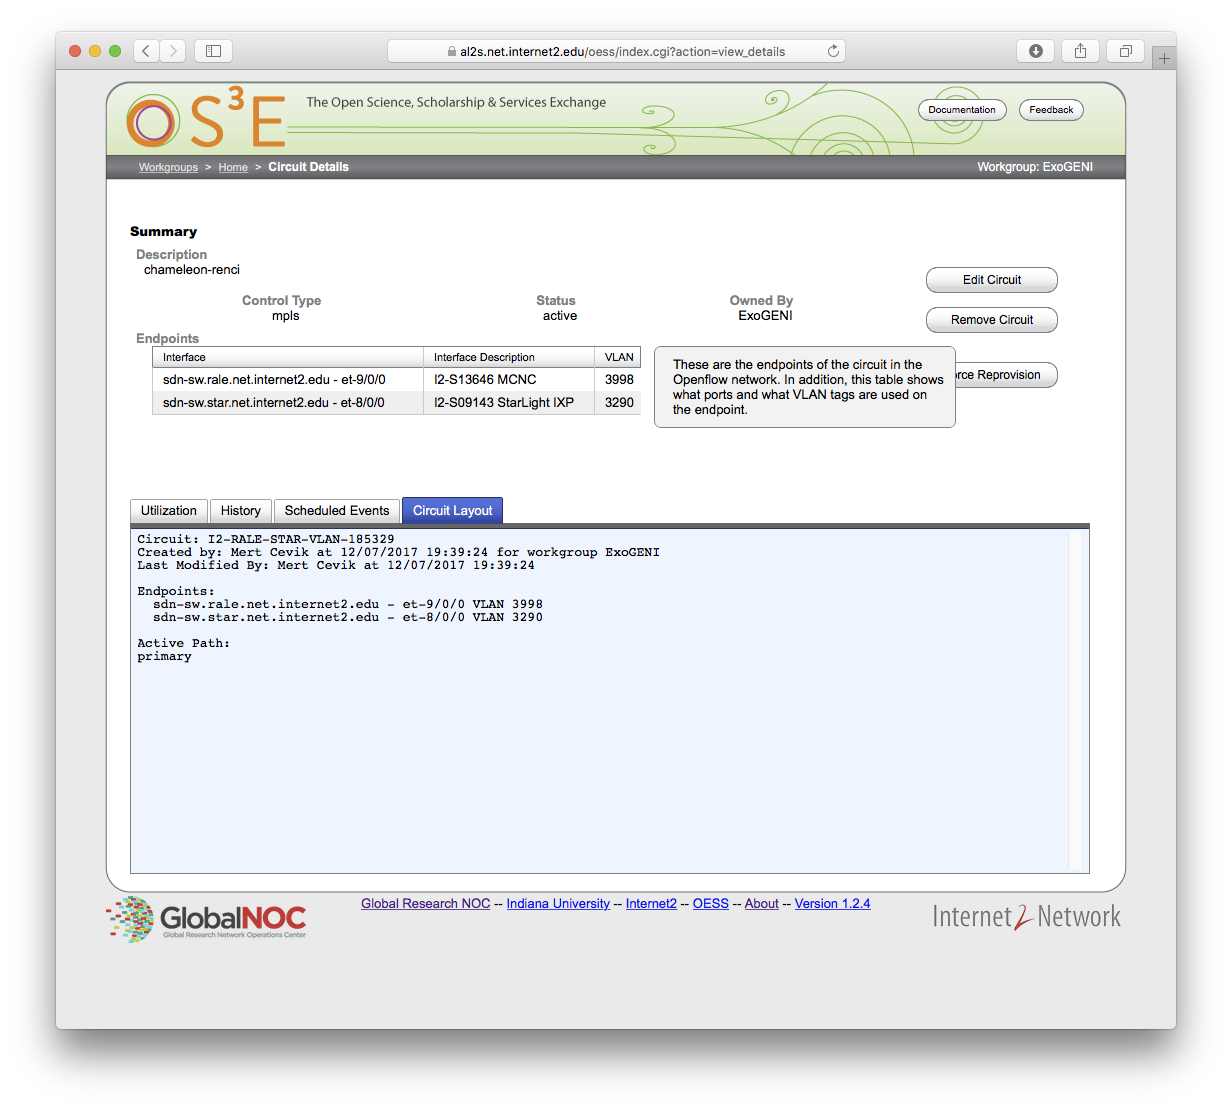 al2s.net.internet2.edu/oess/index.cgi?action=view_details
OS3E
The Open Science, Scholarship & Services Exchange
Documentation
Feedback
Workgroups > Home > Circuit Details
Workgroup: ExoGENI
Summary
Description
chameleon-renci
Edit Circuit
Control Type
Status
Owned By
mpls
active
ExoGENI
Remove Circuit
Endpoints
Interface Interface Description VLAN
sdn-sw.rale.net.internet2.edu - et-9/0/0 I2-S13646 MCNC 3998
sdn-sw.star.net.internet2.edu - et-8/0/0 I2-S09143 StarLight IXP 3290
These are the endpoints of the circuit in the
Openflow network. In addition, this table shows
what ports and what VLAN tags are used on
the endpoint.
Reprovision
Utilization
History
Scheduled Events
Circuit Layout
Circuit: I2-RALE-STAR-VLAN-185329
Created by: Mert Cevik at 12/07/2017 19:39:24 for workgroup ExoGENI
Last Modified By: Mert Cevik at 12/07/2017 19:39:24
Endpoints:
sdn-sw.rale.net.internet2.edu - et-9/0/0 VLAN 3998
sdn-sw.star.net.internet2.edu - et-8/0/0 VLAN 3290
Active Path:
primary
GlobalNOC
Global Research Network Operations Center
Global Research NOC -- Indiana University -- Internet2 -- OESS -- About -- Version 1.2.4
Internet2 Network